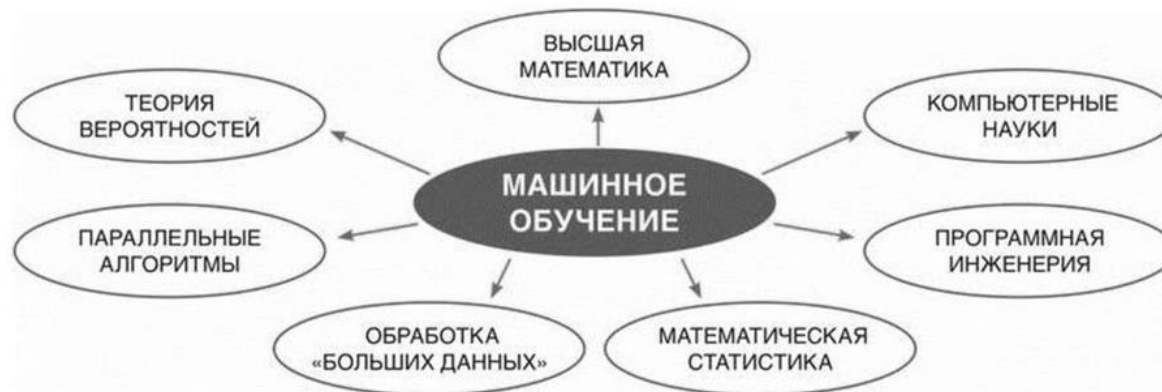 ВЫСШАЯ
МАТЕМАТИКА
ТЕОРИЯ
ВЕРОЯТНОСТЕЙ
КОМПЬЮТЕРНЫЕ
НАУКИ
МАШИННОЕ
ОБУЧЕНИЕ
ПАРАЛЛЕЛЬНЫЕ
АЛГОРИТМЫ
ПРОГРАММНАЯ
ИНЖЕНЕРИЯ
ОБРАБОТКА
«БОЛЬШИХ ДАННЫХ»
МАТЕМАТИЧЕСКАЯ
СТАТИСТИКА